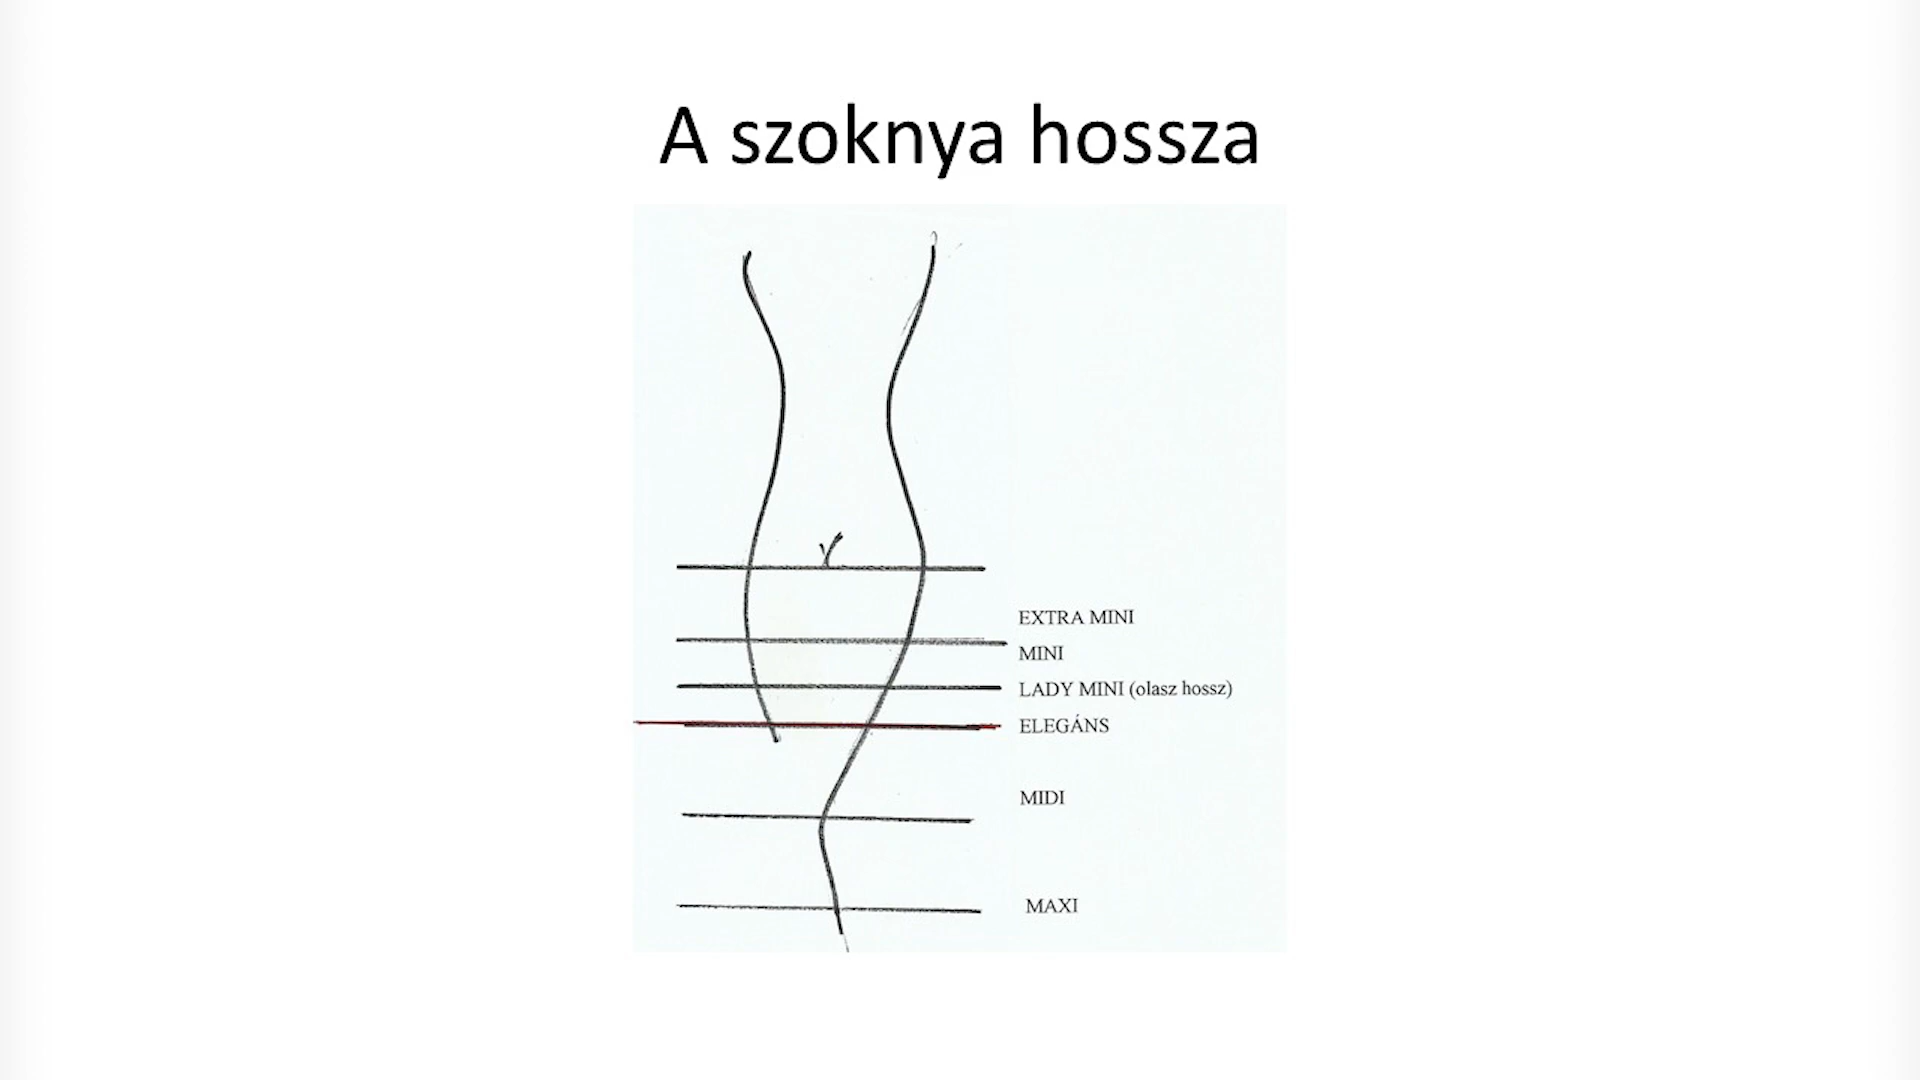 A szoknya hossza
EXTRA MINI
MINI
LADY MINI (olasz hossz)
ELEGÁNS
MIDI
MAXI